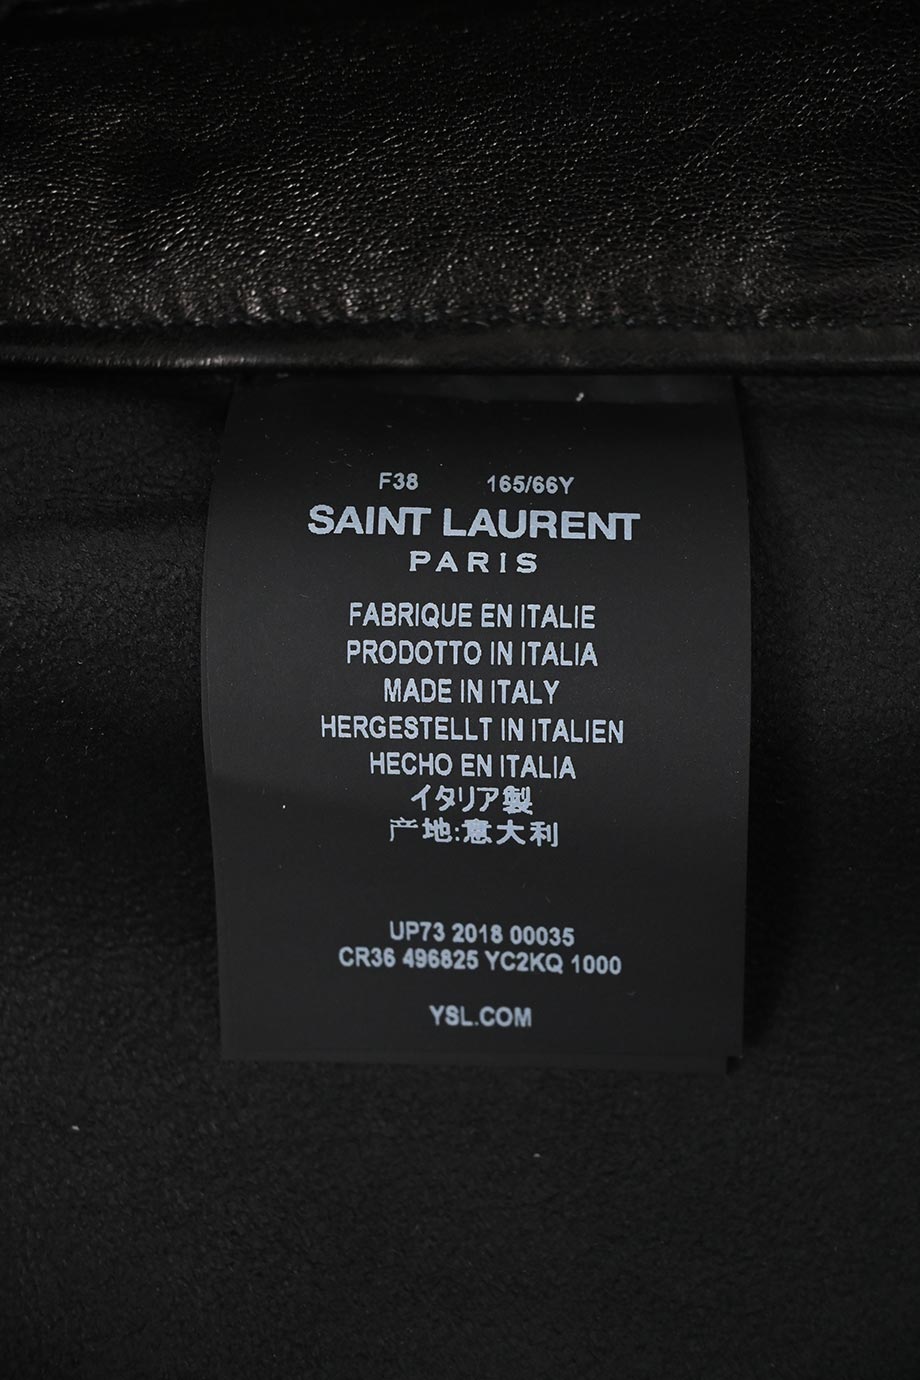 F38 165/66Y
SAINT LAURENT
PARIS
FABRIQUE EN ITALIE
PRODOTTO IN ITALIA
MADE IN ITALY
HERGESTELLT IN ITALIEN
HECHO EN ITALIA
イタリア製
产地:意大利
UP73 2018 00035
CR36 496825 YC2KQ 1000
YSL.COM